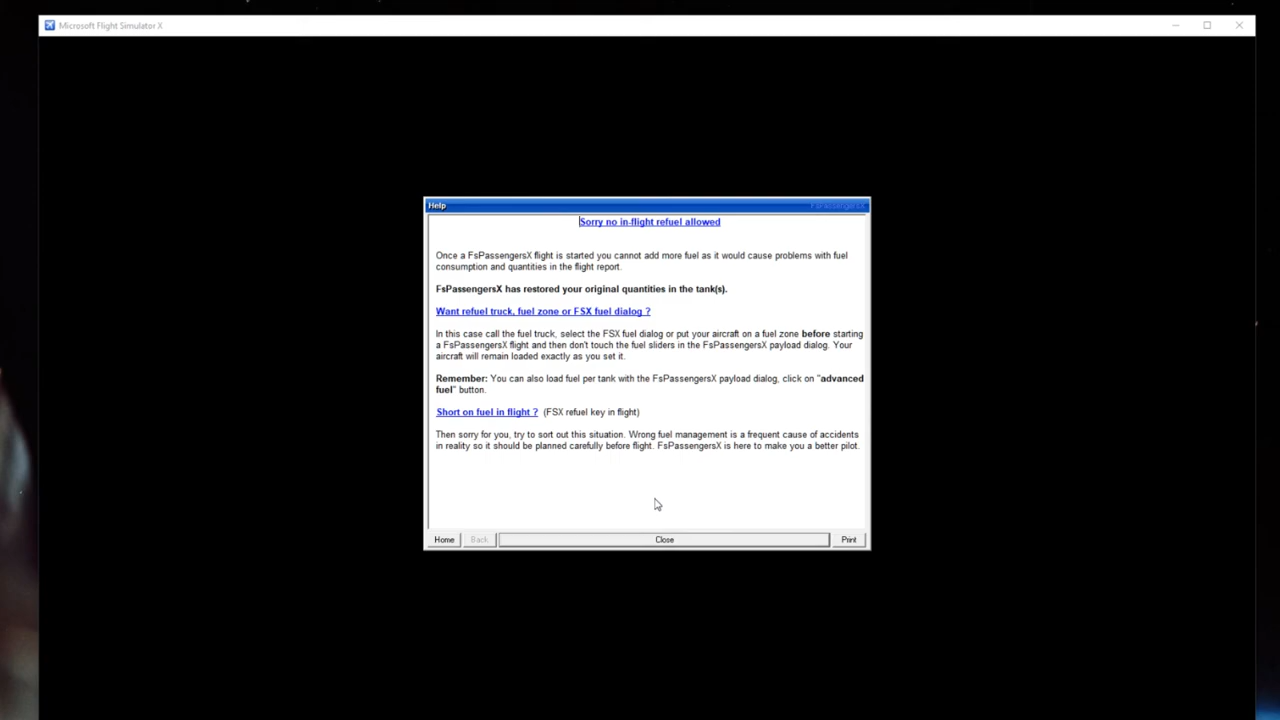 Microsoft Flight Simulator X
Help
FsPassengersX
Sorry no in-flight refuel allowed
Once a FsPassengersX flight is started you cannot add more fuel as it would cause problems with fuel
consumption and quantities in the flight report.
FsPassengersX has restored your original quantities in the tank(s).
Want refuel truck, fuel zone or FSX fuel dialog ?
In this case call the fuel truck, select the FSX fuel dialog or put your aircraft on a fuel zone before starting
a FsPassengersX flight and then don't touch the fuel sliders in the FsPassengersX payload dialog. Your
aircraft will remain loaded exactly as you set it.
Remember: You can also load fuel per tank with the FsPassengersX payload dialog, click on "advanced
fuel" button.
Short on fuel in flight ? (FSX refuel key in flight)
Then sorry for you, try to sort out this situation. Wrong fuel management is a frequent cause of accidents
in reality so it should be planned carefully before flight. FsPassengersX is here to make you a better pilot.
Home Back Close Print